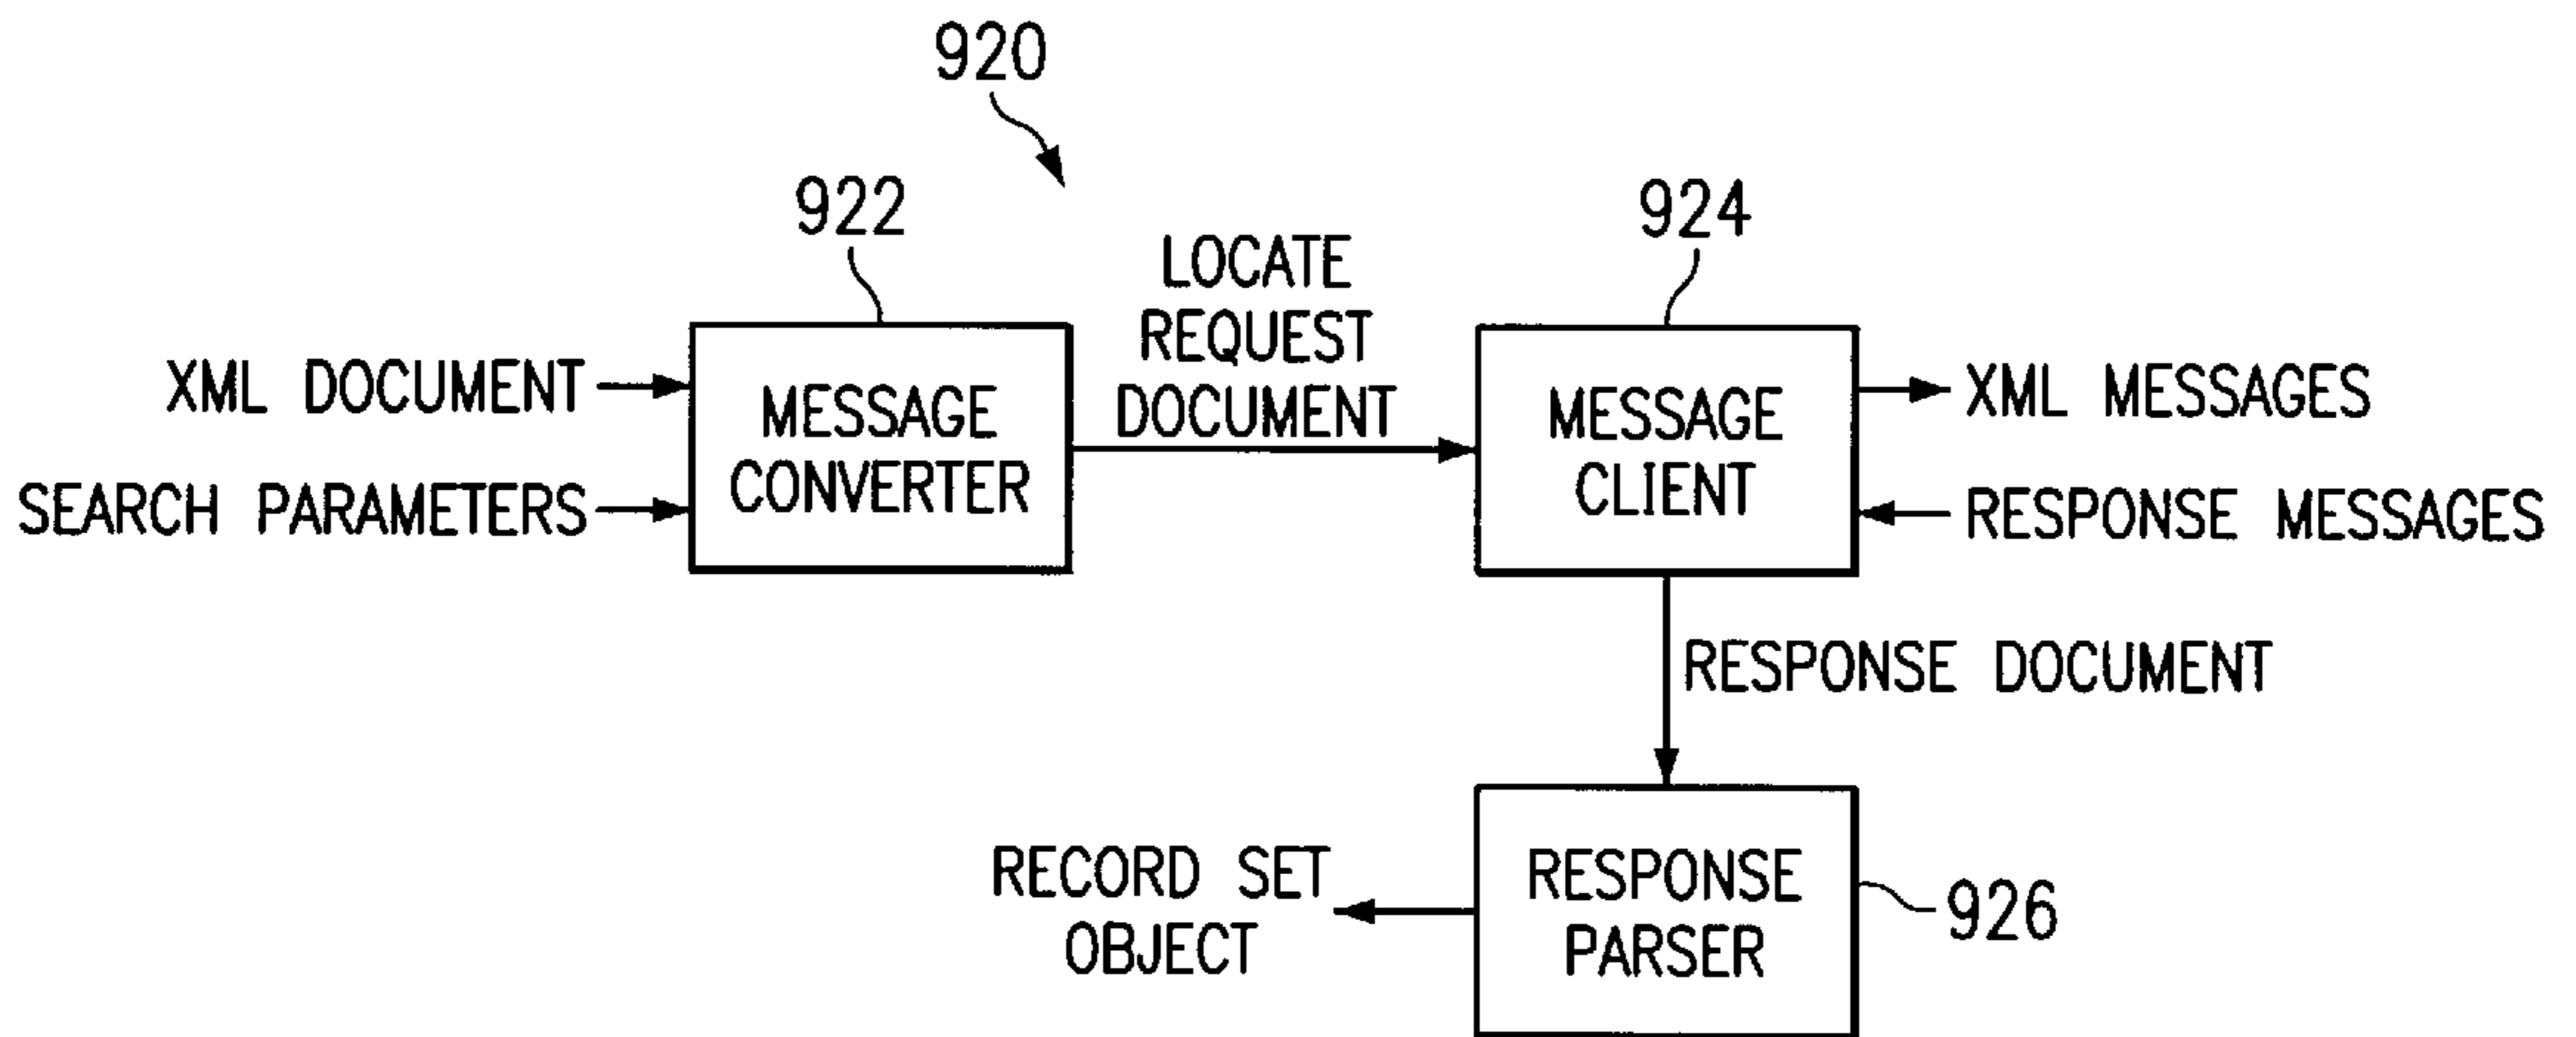 920
922
924
LOCATE
REQUEST
DOCUMENT
XML DOCUMENT
SEARCH PARAMETERS
MESSAGE
CONVERTER
MESSAGE
CLIENT
XML MESSAGES
RESPONSE MESSAGES
RESPONSE DOCUMENT
RECORD SET
OBJECT
RESPONSE
PARSER
926